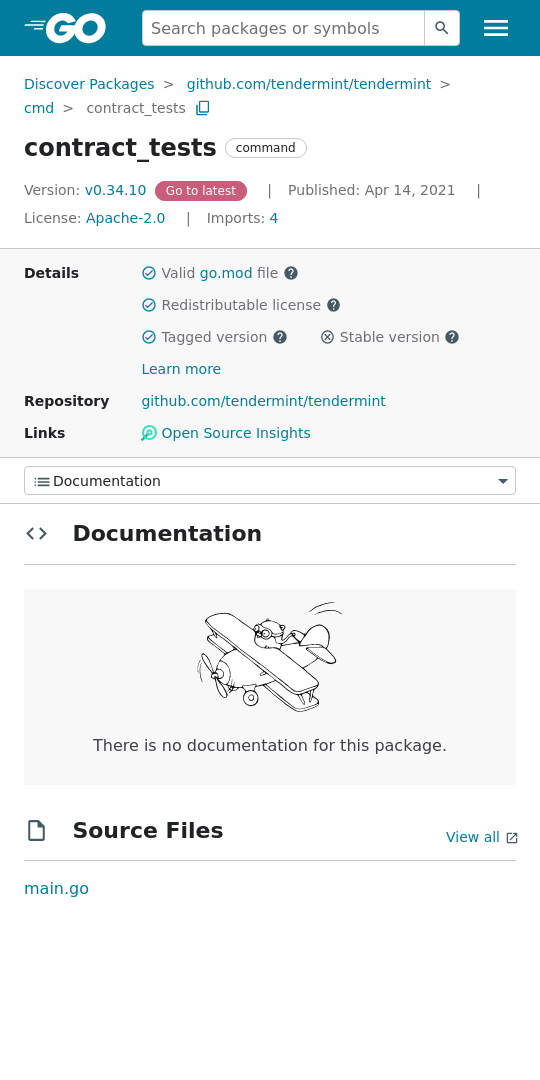 GO
Search packages or symbols
Discover Packages > github.com/tendermint/tendermint >
cmd > contract_tests
contract_tests command
Version: v0.34.10 Go to latest | Published: Apr 14, 2021 |
License: Apache-2.0 | Imports: 4
Details Valid go.mod file
Redistributable license
Tagged version Stable version
Learn more
Repository github.com/tendermint/tendermint
Links Open Source Insights
Documentation
Documentation
There is no documentation for this package.
Source Files View all
main.go